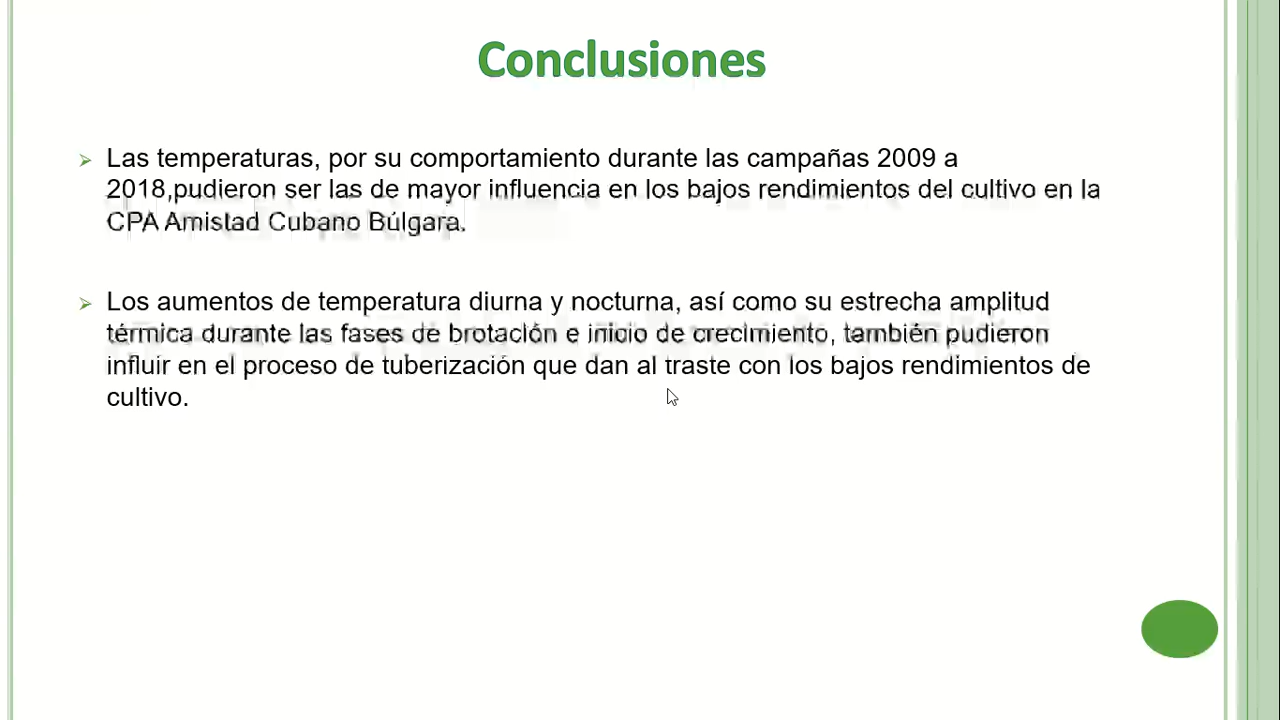 Conclusiones
Las temperaturas, por su comportamiento durante las campañas 2009 a
2018,pudieron ser las de mayor influencia en los bajos rendimientos del cultivo en la
CPA Amistad Cubano Búlgara.
Los aumentos de temperatura diurna y nocturna, así como su estrecha amplitud
térmica durante las fases de brotación e inicio de crecimiento, también pudieron
influir en el proceso de tuberización que dan al traste con los bajos rendimientos de
cultivo.